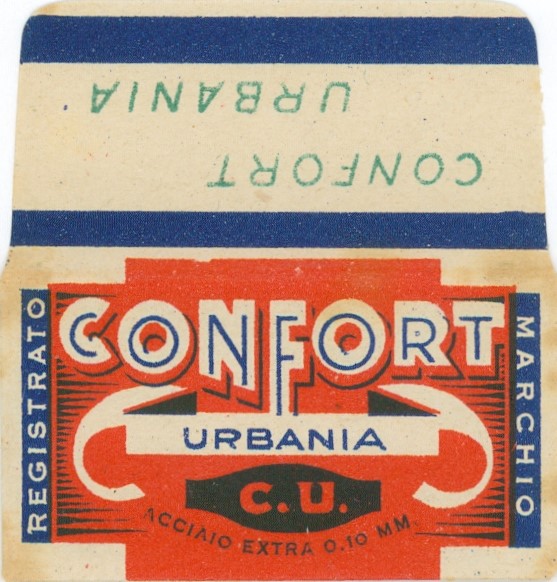 CONFORT
URBANIA
CONFORT
URBANIA
C.U.
ACCIAIO EXTRA 0.10 MM.
REGISTRATO
MARCHIO